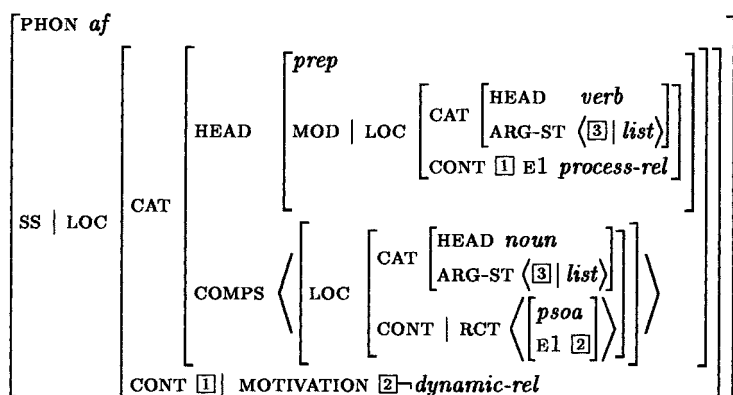 PHON af
prep
HEAD MOD | LOC CAT HEAD verb
ARG-ST ⟨[3] | list⟩
CONT [1] E1 process-rel
SS | LOC CAT
COMPS ⟨ LOC CAT HEAD noun
ARG-ST ⟨[3] | list⟩
CONT | RCT ⟨ psoa
E1 [2] ⟩ ⟩
CONT [1] | MOTIVATION [2] ¬ dynamic-rel